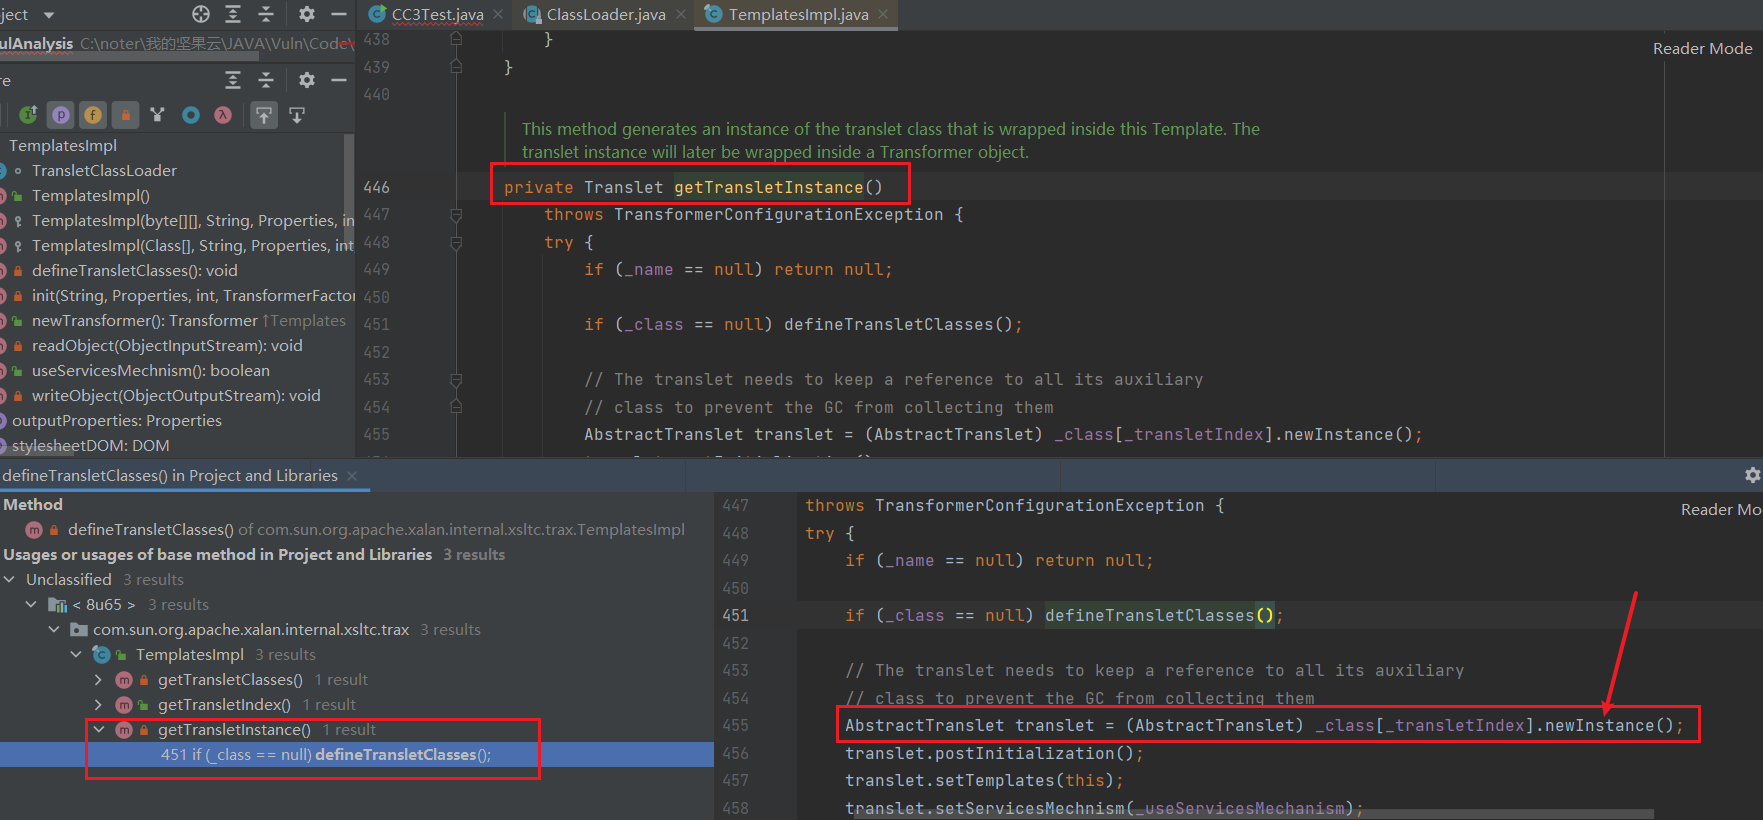 ject
CC3Test.java
ClassLoader.java
TemplatesImpl.java
ulAnalysis C:\noter\我的坚果云\JAVA\Vuln\Code\
re
TemplatesImpl
TransletClassLoader
TemplatesImpl()
TemplatesImpl(byte[][], String, Properties, in
TemplatesImpl(Class[], String, Properties, int
defineTransletClasses(): void
init(String, Properties, int, TransformerFactor
newTransformer(): Transformer ↑Templates
readObject(ObjectInputStream): void
useServicesMechnism(): boolean
writeObject(ObjectOutputStream): void
outputProperties: Properties
stylesheetDOM: DOM
Reader Mode
438 }
439 }
440
This method generates an instance of the translet class that is wrapped inside this Template. The
translet instance will later be wrapped inside a Transformer object.
446 private Translet getTransletInstance()
447 throws TransformerConfigurationException {
448 try {
449 if (_name == null) return null;
450
451 if (_class == null) defineTransletClasses();
452
453 // The translet needs to keep a reference to all its auxiliary
454 // class to prevent the GC from collecting them
455 AbstractTranslet translet = (AbstractTranslet) _class[_transletIndex].newInstance();
defineTransletClasses() in Project and Libraries
Method
defineTransletClasses() of com.sun.org.apache.xalan.internal.xsltc.trax.TemplatesImpl
Usages or usages of base method in Project and Libraries 3 results
Unclassified 3 results
< 8u65 > 3 results
com.sun.org.apache.xalan.internal.xsltc.trax 3 results
TemplatesImpl 3 results
getTransletClasses() 1 result
getTransletIndex() 1 result
getTransletInstance() 1 result
451 if (_class == null) defineTransletClasses();
Reader Mo
447 throws TransformerConfigurationException {
448 try {
449 if (_name == null) return null;
450
451 if (_class == null) defineTransletClasses();
452
453 // The translet needs to keep a reference to all its auxiliary
454 // class to prevent the GC from collecting them
455 AbstractTranslet translet = (AbstractTranslet) _class[_transletIndex].newInstance();
456 translet.postInitialization();
457 translet.setTemplates(this);
458 translet.setServicesMechnism(_useServicesMechanism);